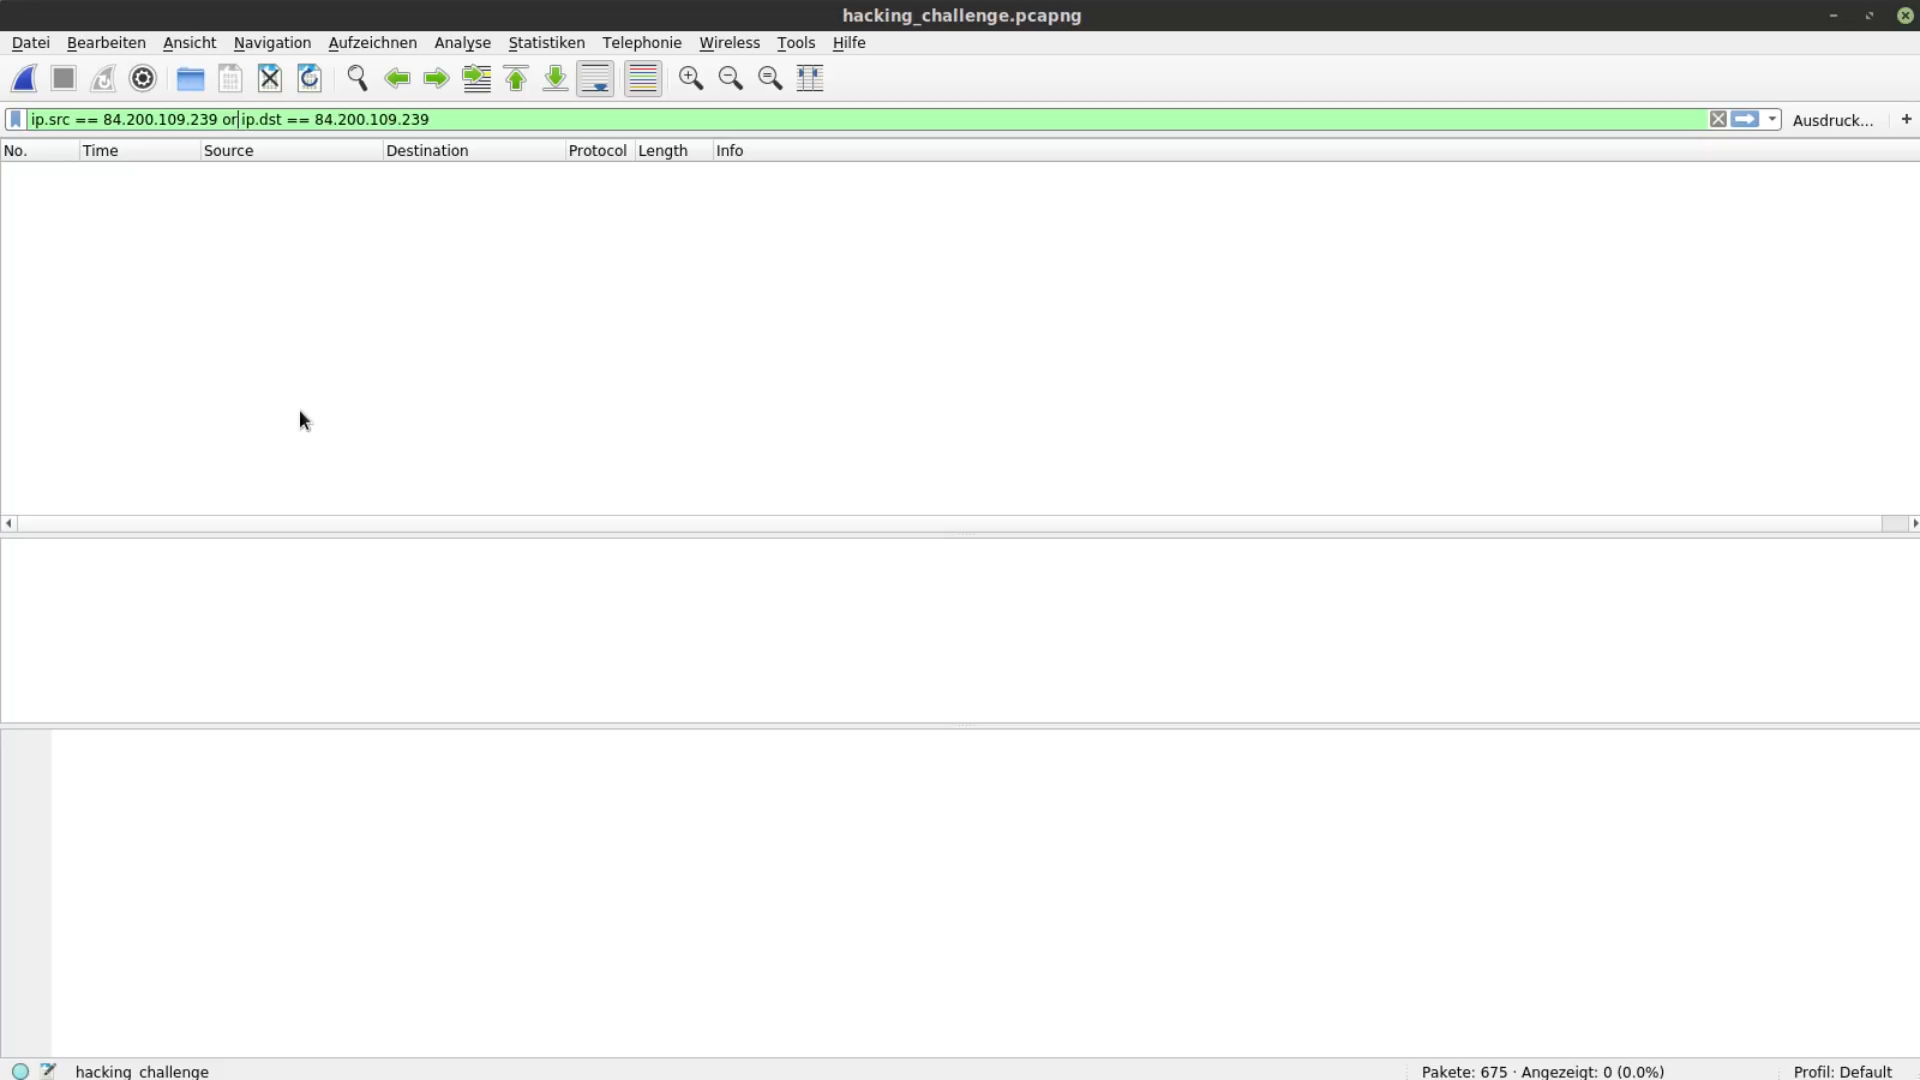 hacking_challenge.pcapng
Datei Bearbeiten Ansicht Navigation Aufzeichnen Analyse Statistiken Telephonie Wireless Tools Hilfe
ip.src == 84.200.109.239 or ip.dst == 84.200.109.239 Ausdruck... +
No. Time Source Destination Protocol Length Info
hacking_challenge Pakete: 675 · Angezeigt: 0 (0.0%) Profil: Default